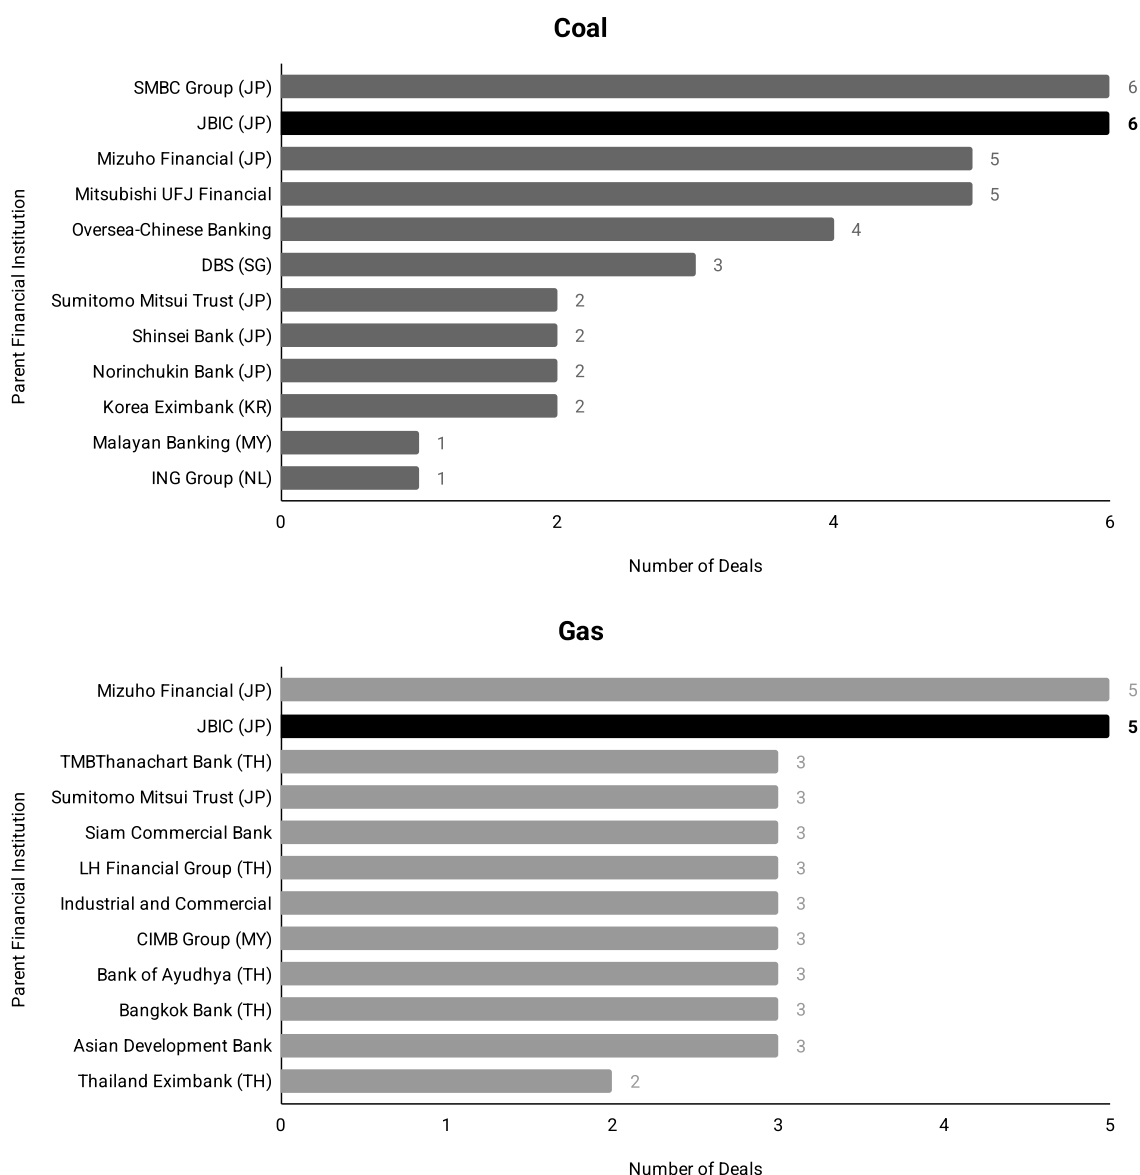 Coal
Parent Financial Institution
SMBC Group (JP) 6
JBIC (JP) 6
Mizuho Financial (JP) 5
Mitsubishi UFJ Financial 5
Oversea-Chinese Banking 4
DBS (SG) 3
Sumitomo Mitsui Trust (JP) 2
Shinsei Bank (JP) 2
Norinchukin Bank (JP) 2
Korea Eximbank (KR) 2
Malayan Banking (MY) 1
ING Group (NL) 1
0 2 4 6
Number of Deals
Gas
Parent Financial Institution
Mizuho Financial (JP) 5
JBIC (JP) 5
TMBThanachart Bank (TH) 3
Sumitomo Mitsui Trust (JP) 3
Siam Commercial Bank 3
LH Financial Group (TH) 3
Industrial and Commercial 3
CIMB Group (MY) 3
Bank of Ayudhya (TH) 3
Bangkok Bank (TH) 3
Asian Development Bank 3
Thailand Eximbank (TH) 2
0 1 2 3 4 5
Number of Deals